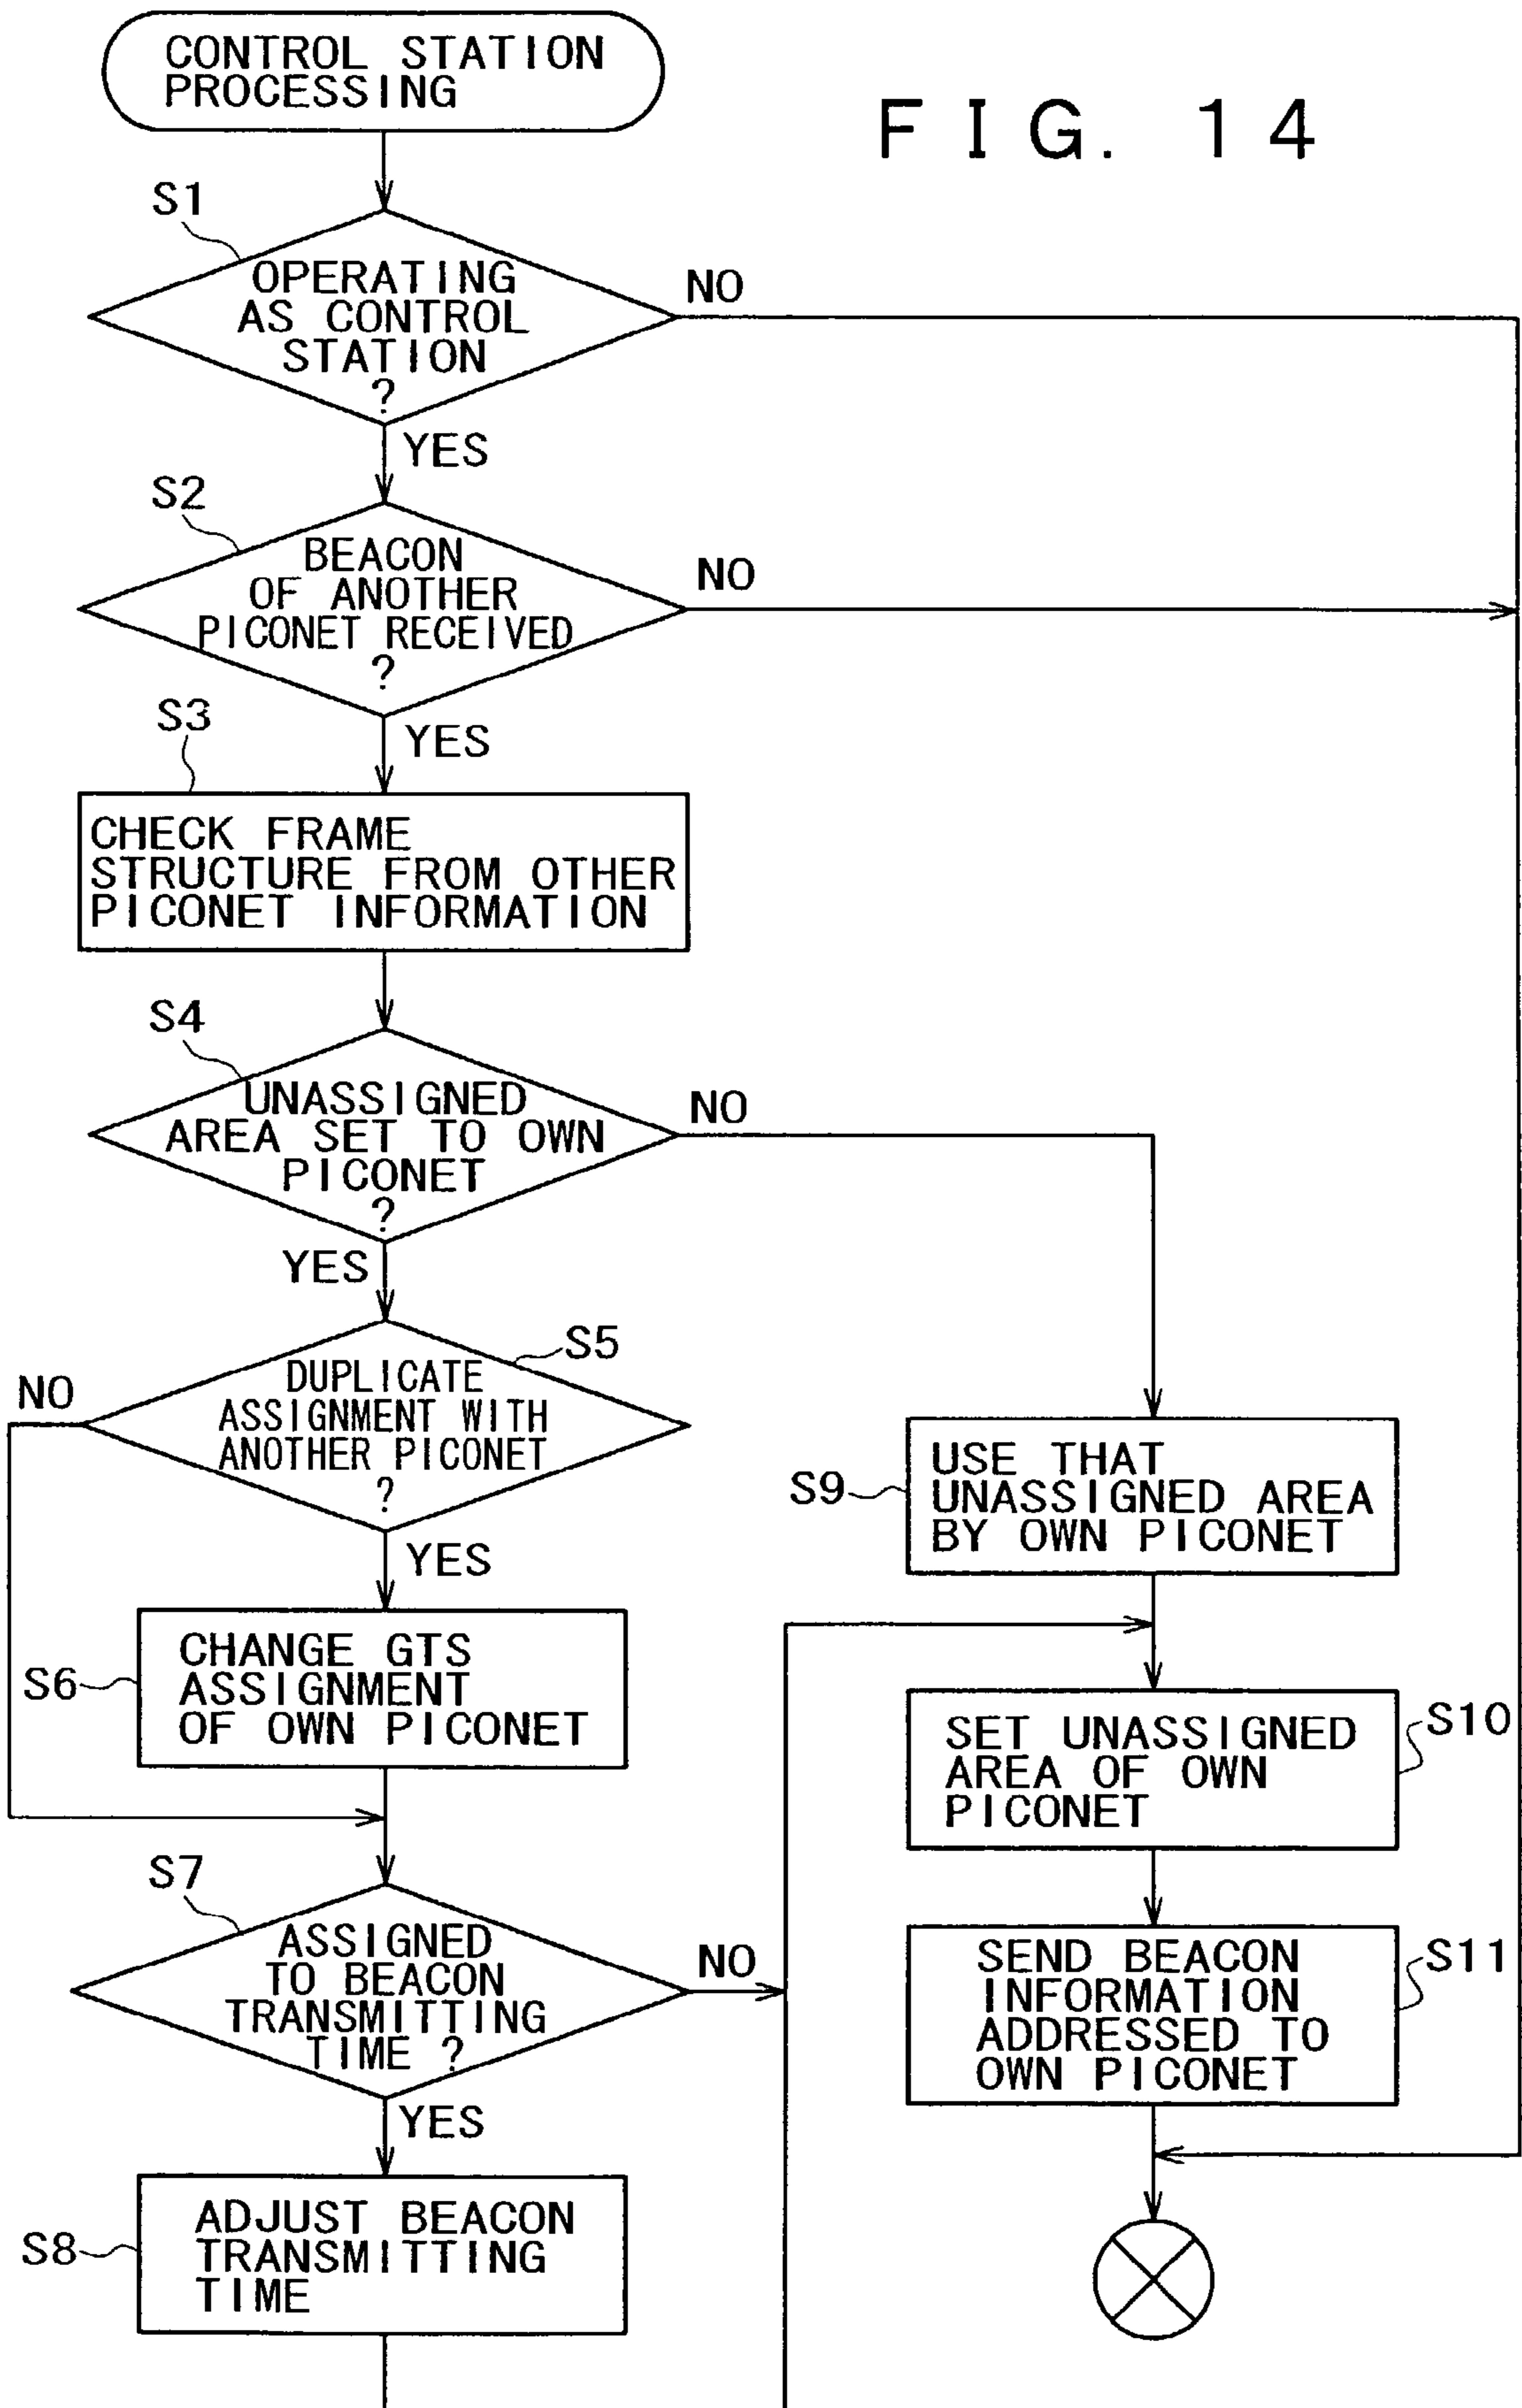 CONTROL STATION
PROCESSING
FIG. 14
S1
OPERATING
AS CONTROL
STATION
?
NO
YES
S2
BEACON
OF ANOTHER
PICONET RECEIVED
?
NO
YES
S3
CHECK FRAME
STRUCTURE FROM OTHER
PICONET INFORMATION
S4
UNASSIGNED
AREA SET TO OWN
PICONET
?
NO
YES
S5
DUPLICATE
ASSIGNMENT WITH
ANOTHER PICONET
?
NO
YES
S6
CHANGE GTS
ASSIGNMENT
OF OWN PICONET
S7
ASSIGNED
TO BEACON
TRANSMITTING
TIME ?
NO
YES
S8
ADJUST BEACON
TRANSMITTING
TIME
S9
USE THAT
UNASSIGNED AREA
BY OWN PICONET
S10
SET UNASSIGNED
AREA OF OWN
PICONET
S11
SEND BEACON
INFORMATION
ADDRESSED TO
OWN PICONET